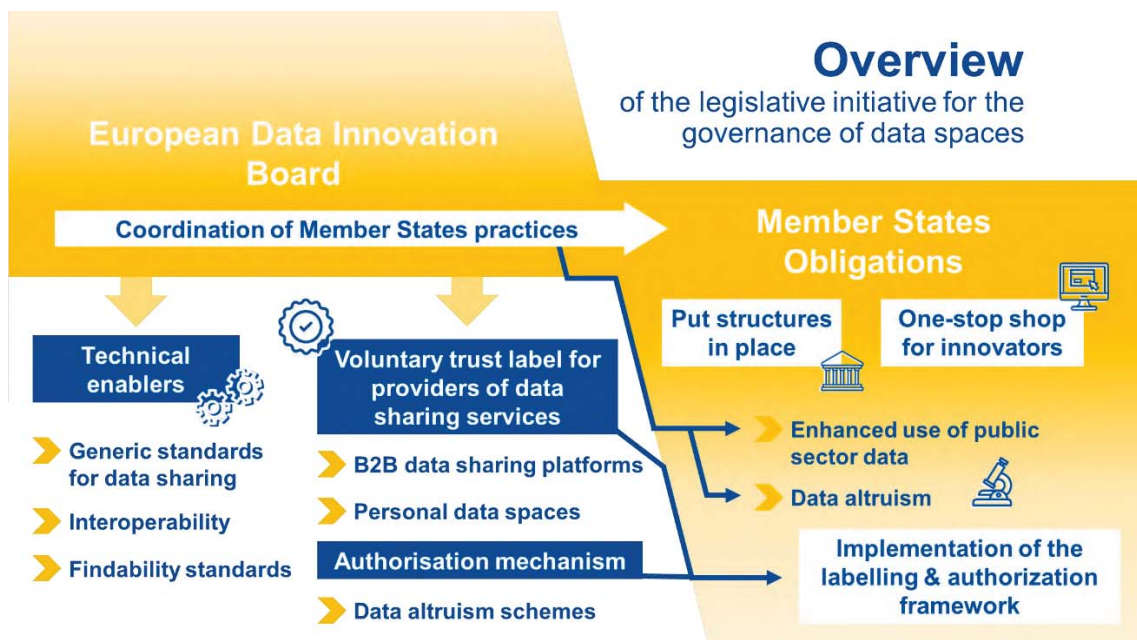 Overview
of the legislative initiative for the
governance of data spaces
European Data Innovation
Board
Coordination of Member States practices
Technical
enablers
Generic standards
for data sharing
Interoperability
Findability standards
Voluntary trust label for
providers of data
sharing services
B2B data sharing platforms
Personal data spaces
Authorisation mechanism
Data altruism schemes
Member States
Obligations
Put structures
in place
One-stop shop
for innovators
Enhanced use of public
sector data
Data altruism
Implementation of the
labelling & authorization
framework